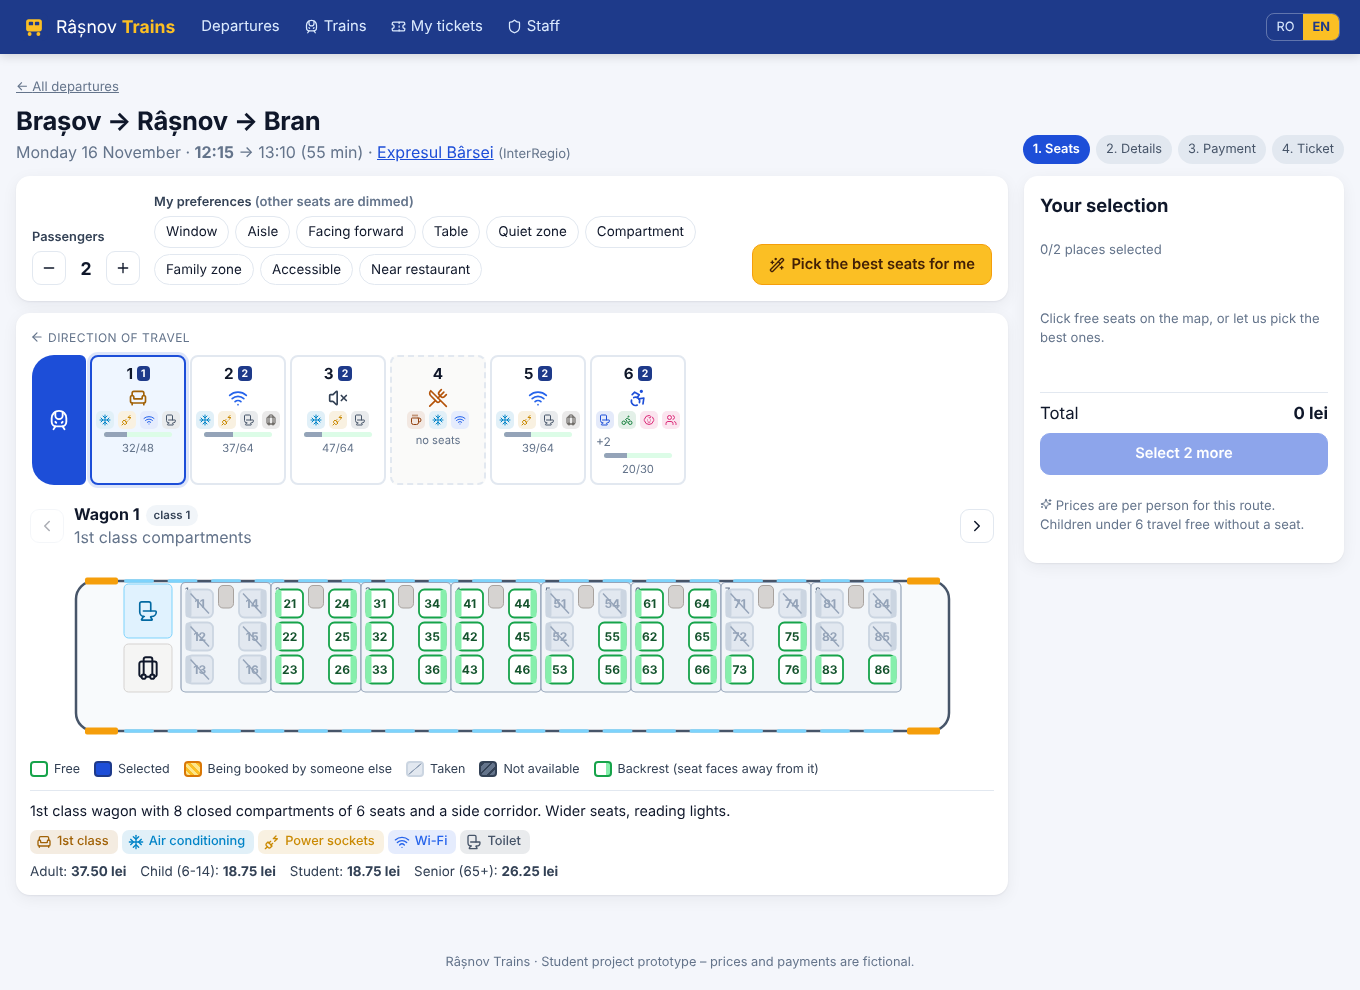 Râșnov Trains
Departures
Trains
My tickets
Staff
RO
EN
← All departures
Brașov → Râșnov → Bran
Monday 16 November · 12:15 → 13:10 (55 min) · Expresul Bârsei (InterRegio)
1. Seats
2. Details
3. Payment
4. Ticket
Passengers
− 2 +
My preferences (other seats are dimmed)
Window
Aisle
Facing forward
Table
Quiet zone
Compartment
Family zone
Accessible
Near restaurant
Pick the best seats for me
Your selection
0/2 places selected
Click free seats on the map, or let us pick the
best ones.
Total 0 lei
Select 2 more
Prices are per person for this route.
Children under 6 travel free without a seat.
← DIRECTION OF TRAVEL
1 1
32/48
2 2
37/64
3 2
47/64
4
no seats
5 2
39/64
6 2
+2
20/30
Wagon 1 class 1
1st class compartments
11 14 21 24 31 34 41 44 51 54 61 64 71 74 81 84
12 15 22 25 32 35 42 45 52 55 62 65 72 75 82 85
13 16 23 26 33 36 43 46 53 56 63 66 73 76 83 86
Free
Selected
Being booked by someone else
Taken
Not available
Backrest (seat faces away from it)
1st class wagon with 8 closed compartments of 6 seats and a side corridor. Wider seats, reading lights.
1st class
Air conditioning
Power sockets
Wi-Fi
Toilet
Adult: 37.50 lei Child (6-14): 18.75 lei Student: 18.75 lei Senior (65+): 26.25 lei
Râșnov Trains · Student project prototype – prices and payments are fictional.